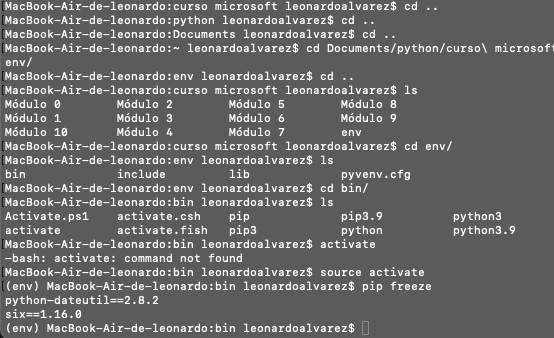 [MacBook-Air-de-leonardo:curso microsoft leonardoalvarez$ cd ..
[MacBook-Air-de-leonardo:python leonardoalvarez$ cd ..
[MacBook-Air-de-leonardo:Documents leonardoalvarez$ cd ..
[MacBook-Air-de-leonardo:~ leonardoalvarez$ cd Documents/python/curso\ microsof
env/
[MacBook-Air-de-leonardo:env leonardoalvarez$ cd ..
[MacBook-Air-de-leonardo:curso microsoft leonardoalvarez$ ls
Módulo 0 Módulo 2 Módulo 5 Módulo 8
Módulo 1 Módulo 3 Módulo 6 Módulo 9
Módulo 10 Módulo 4 Módulo 7 env
[MacBook-Air-de-leonardo:curso microsoft leonardoalvarez$ cd env/
[MacBook-Air-de-leonardo:env leonardoalvarez$ ls
bin include lib pyvenv.cfg
[MacBook-Air-de-leonardo:env leonardoalvarez$ cd bin/
[MacBook-Air-de-leonardo:bin leonardoalvarez$ ls
Activate.ps1 activate.csh pip pip3.9 python3
activate activate.fish pip3 python python3.9
[MacBook-Air-de-leonardo:bin leonardoalvarez$ activate
-bash: activate: command not found
[MacBook-Air-de-leonardo:bin leonardoalvarez$ source activate
[(env) MacBook-Air-de-leonardo:bin leonardoalvarez$ pip freeze
python-dateutil==2.8.2
six==1.16.0
(env) MacBook-Air-de-leonardo:bin leonardoalvarez$